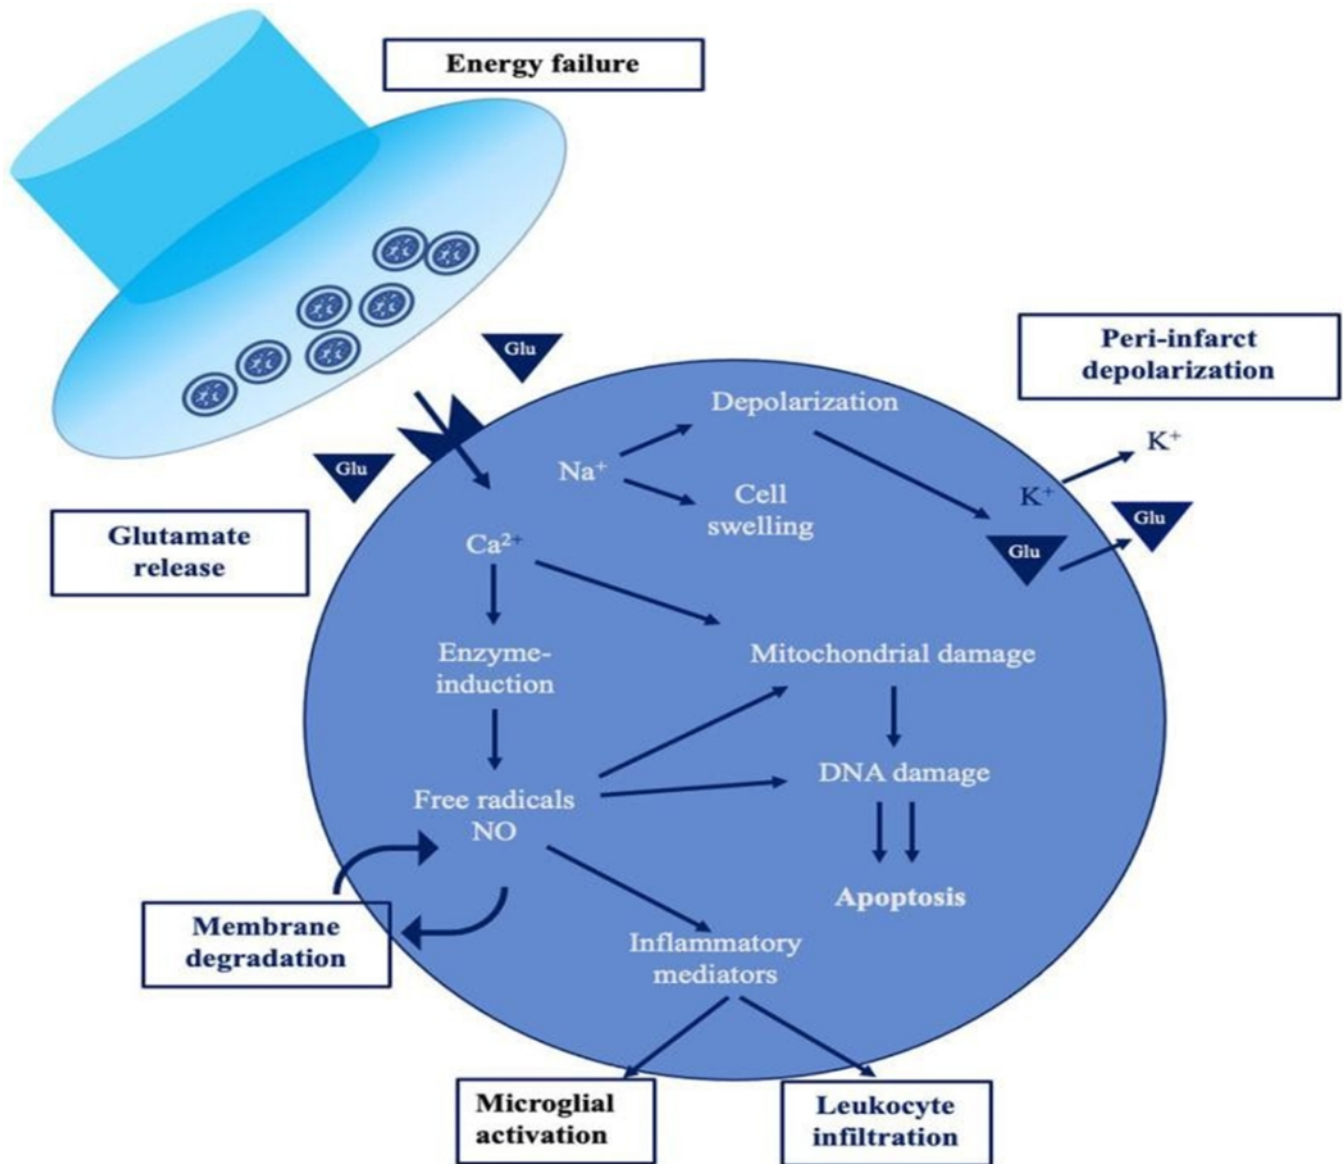 Energy failure
Glu
Peri-infarct
depolarization
Depolarization
K⁺
Glu
Na⁺
Cell
swelling
K⁺
Glu
Glutamate
release
Ca²⁺
Glu
Enzyme-
induction
Mitochondrial damage
DNA damage
Free radicals
NO
Apoptosis
Membrane
degradation
Inflammatory
mediators
Microglial
activation
Leukocyte
infiltration